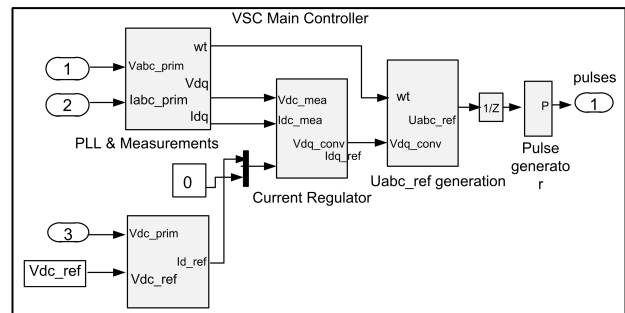 VSC Main Controller
wt
1
Vabc_prim
Vdq
2
Iabc_prim
Idq
PLL & Measurements
Vdc_mea
Idc_mea
Vdq_conv
Idq_ref
Current Regulator
wt
Uabc_ref
Vdq_conv
Uabc_ref generation
1/Z
P
Pulse
generato
r
pulses
1
0
3
Vdc_prim
Id_ref
Vdc_ref
Vdc_ref